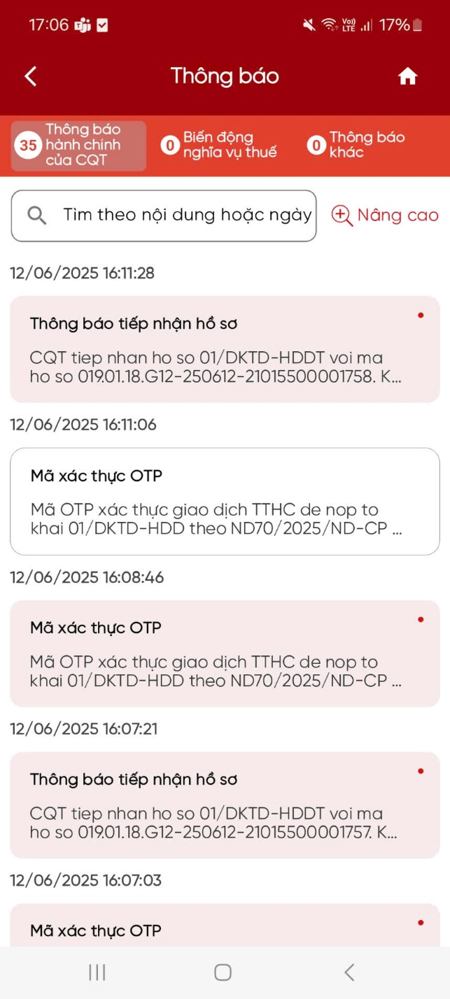 17:06 Vo)) LTE 17%
Thông báo
35 Thông báo hành chính của CQT
0 Biến động nghĩa vụ thuế
0 Thông báo khác
Tìm theo nội dung hoặc ngày
Nâng cao
12/06/2025 16:11:28
Thông báo tiếp nhận hồ sơ
CQT tiep nhan ho so 01/DKTD-HDDT voi ma
ho so 019.01.18.G12-250612-21015500001758. K...
12/06/2025 16:11:06
Mã xác thực OTP
Mã OTP xác thực giao dịch TTHC de nop to
khai 01/DKTD-HDD theo ND70/2025/ND-CP ...
12/06/2025 16:08:46
Mã xác thực OTP
Mã OTP xác thực giao dịch TTHC de nop to
khai 01/DKTD-HDD theo ND70/2025/ND-CP ...
12/06/2025 16:07:21
Thông báo tiếp nhận hồ sơ
CQT tiep nhan ho so 01/DKTD-HDDT voi ma
ho so 019.01.18.G12-250612-21015500001757. K...
12/06/2025 16:07:03
Mã xác thực OTP